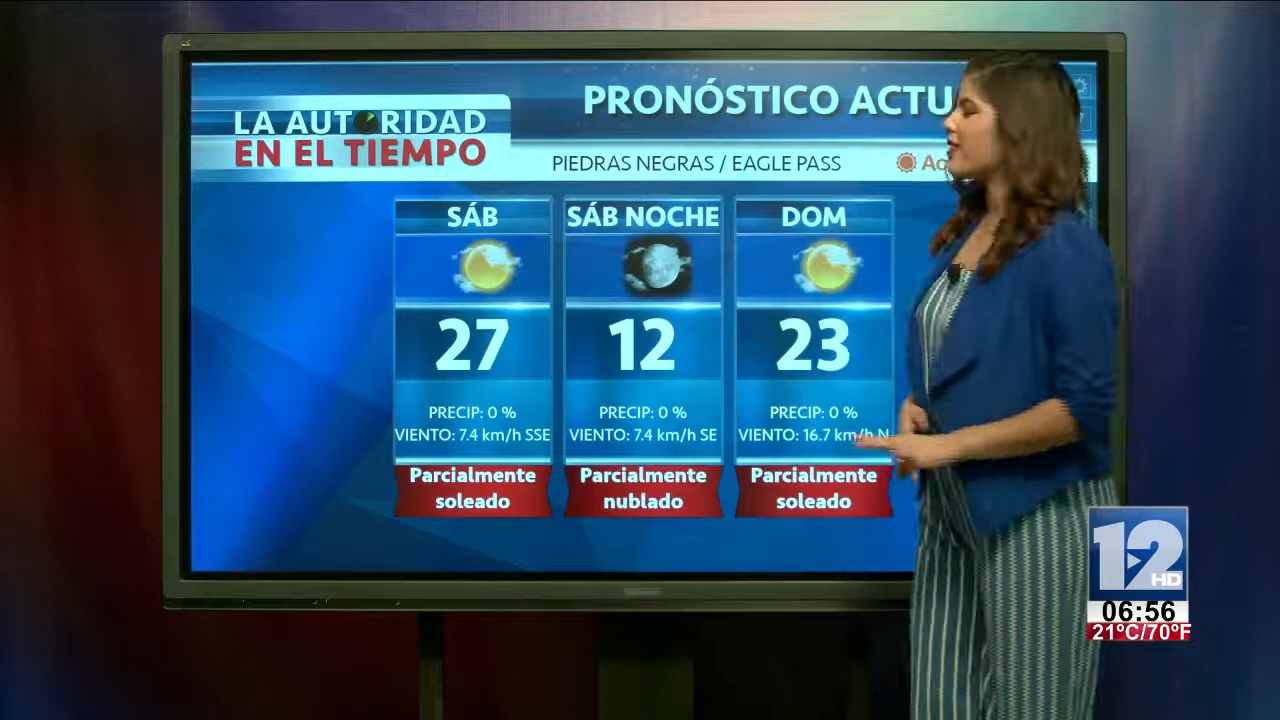 PRONÓSTICO ACTU
LA AUTORIDAD
EN EL TIEMPO
PIEDRAS NEGRAS / EAGLE PASS
SÁB
SÁB NOCHE
DOM
27
12
23
PRECIP: 0 %
PRECIP: 0 %
PRECIP: 0 %
VIENTO: 7.4 km/h SSE
VIENTO: 7.4 km/h SE
VIENTO: 16.7 km/h N
Parcialmente
soleado
Parcialmente
nublado
Parcialmente
soleado
12
HD
06:56
21°C/70°F